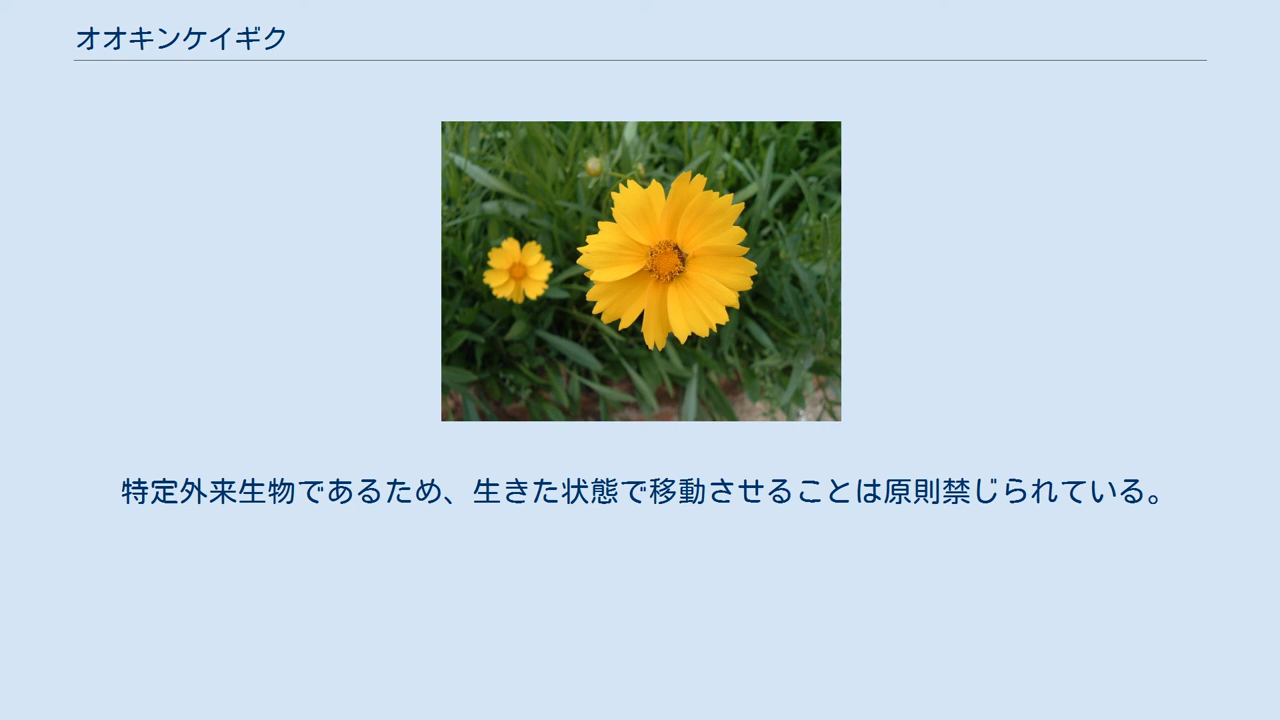 オオキンケイギク
特定外来生物であるため、生きた状態で移動させることは原則禁じられている。